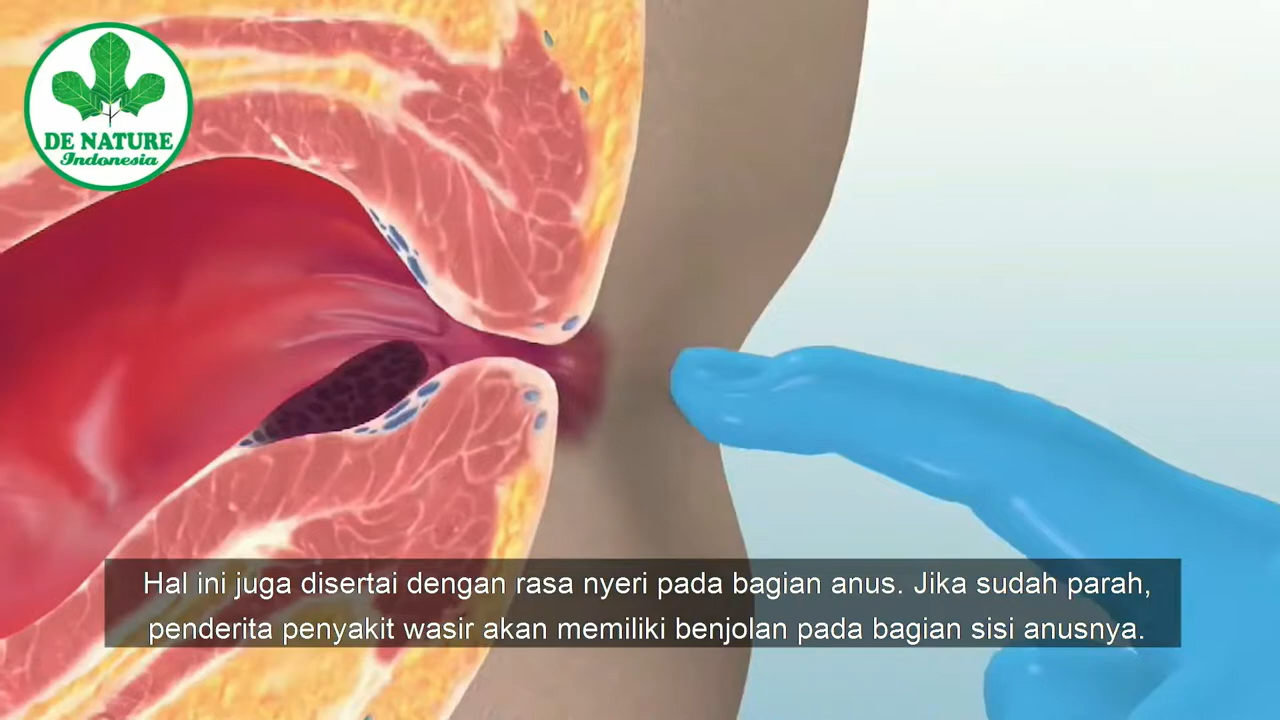 DE NATURE
Indonesia
Hal ini juga disertai dengan rasa nyeri pada bagian anus. Jika sudah parah,
penderita penyakit wasir akan memiliki benjolan pada bagian sisi anusnya.